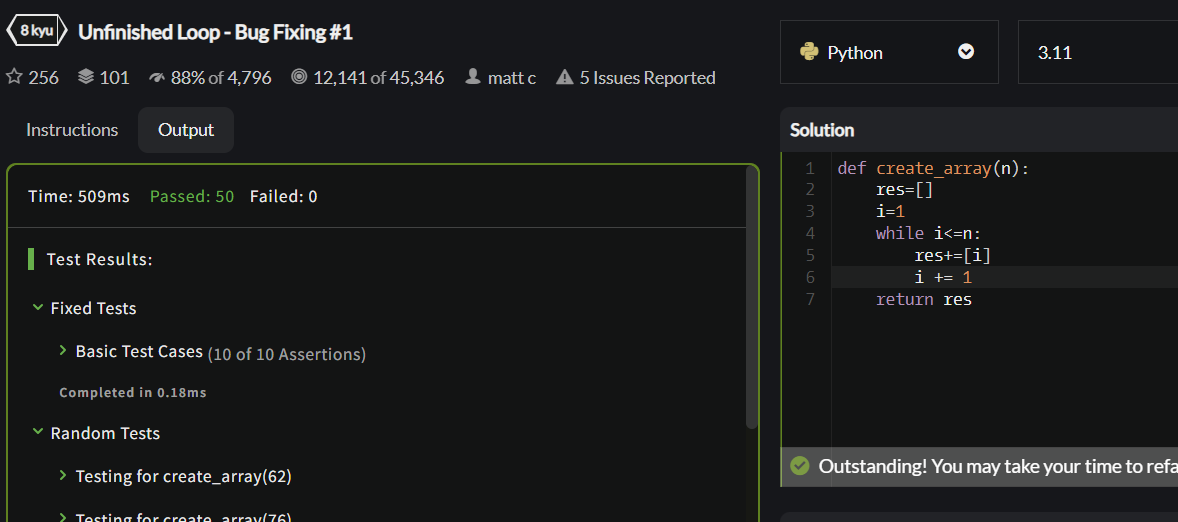 8 kyu Unfinished Loop - Bug Fixing #1
256 101 88% of 4,796 12,141 of 45,346 matt c 5 Issues Reported
Instructions Output
Time: 509ms Passed: 50 Failed: 0
Test Results:
Fixed Tests
Basic Test Cases (10 of 10 Assertions)
Completed in 0.18ms
Random Tests
Testing for create_array(62)
Testing for create_array(76)
Python 3.11
Solution
1 def create_array(n):
2     res=[]
3     i=1
4     while i<=n:
5         res+=[i]
6         i += 1
7     return res
Outstanding! You may take your time to refa